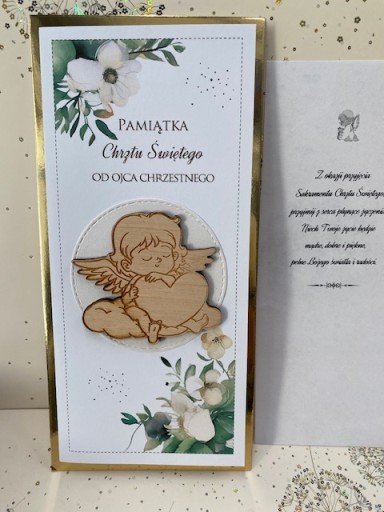 PAMIĄTKA
Chrztu Świętego
OD OJCA CHRZESTNEGO
Z okazji przyjęcia
Sakramentu Chrztu Świętego,
przyjmij z serca płynące życzenia.
Niech Twoje życie będzie
mądre, dobre i piękne,
pełne Bożego światła i radości.